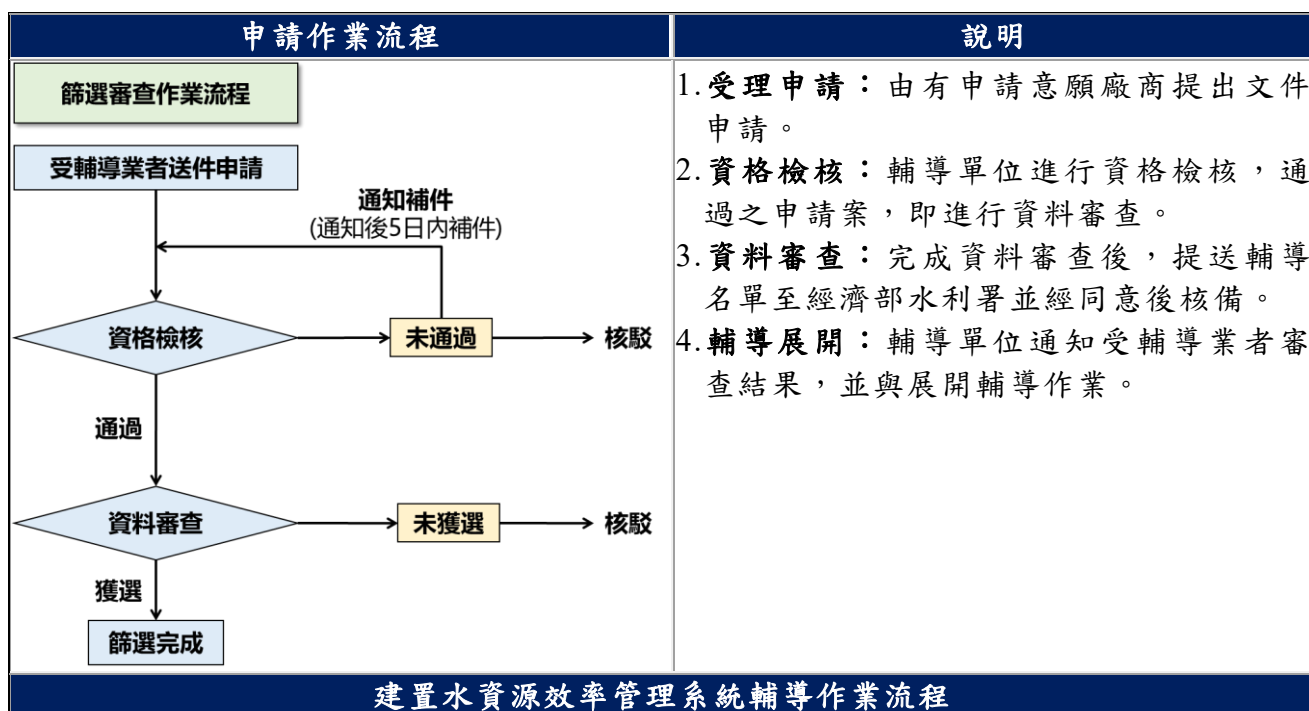 申請作業流程
說明
篩選審查作業流程
受輔導業者送件申請
通知補件
(通知後5日內補件)
資格檢核
未通過
核駁
通過
資料審查
未獲選
核駁
獲選
篩選完成
1.受理申請：由有申請意願廠商提出文件
申請。
2.資格檢核：輔導單位進行資格檢核，通
過之申請案，即進行資料審查。
3.資料審查：完成資料審查後，提送輔導
名單至經濟部水利署並經同意後核備。
4.輔導展開：輔導單位通知受輔導業者審
查結果，並與展開輔導作業。
建置水資源效率管理系統輔導作業流程